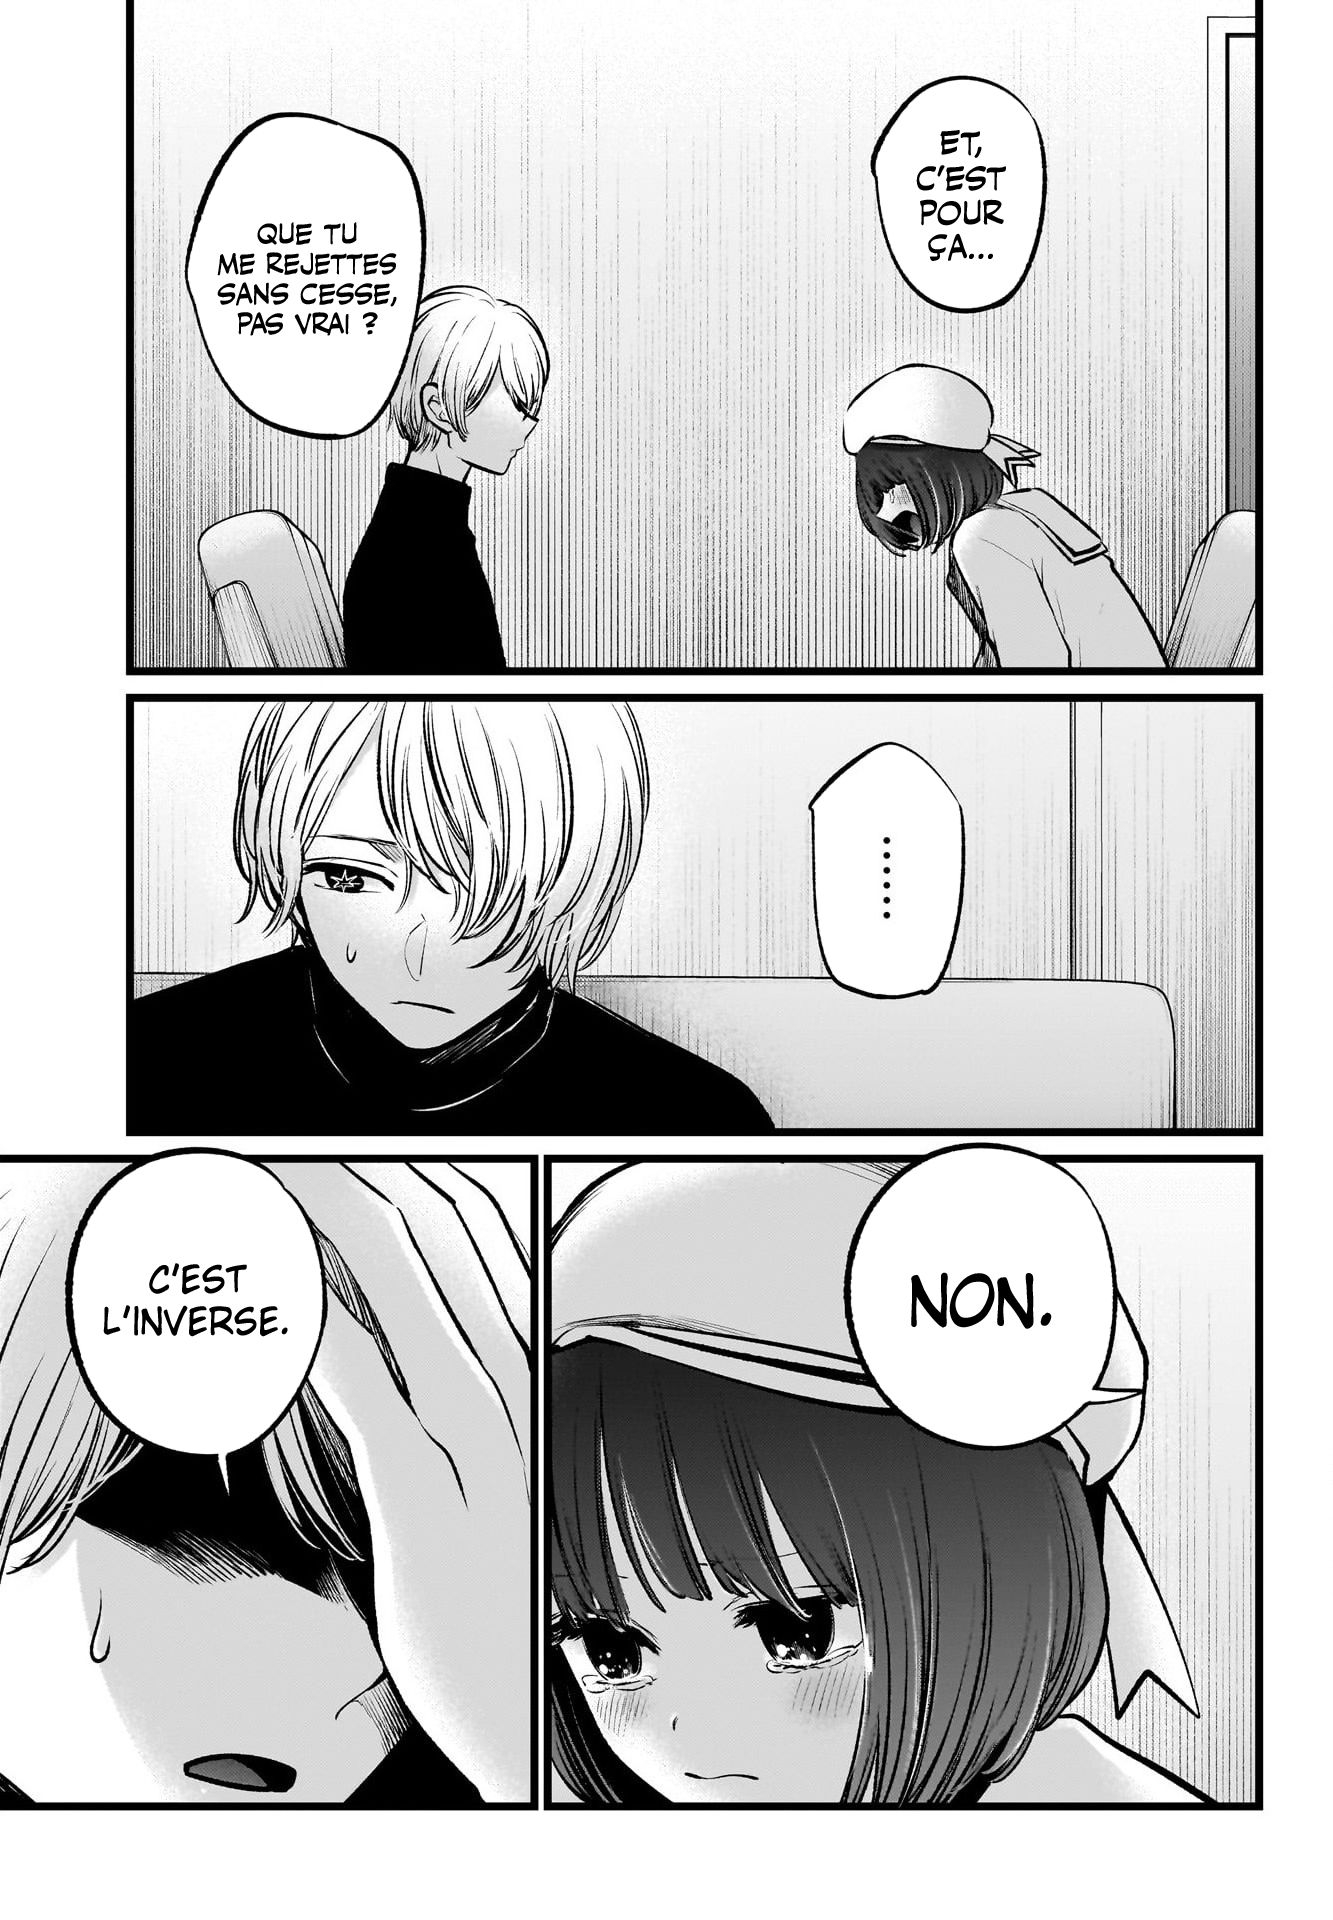 ET,
C'EST
POUR
ÇA...
QUE TU
ME REJETTES
SANS CESSE,
PAS VRAI ?
.......
NON.
C'EST
L'INVERSE.